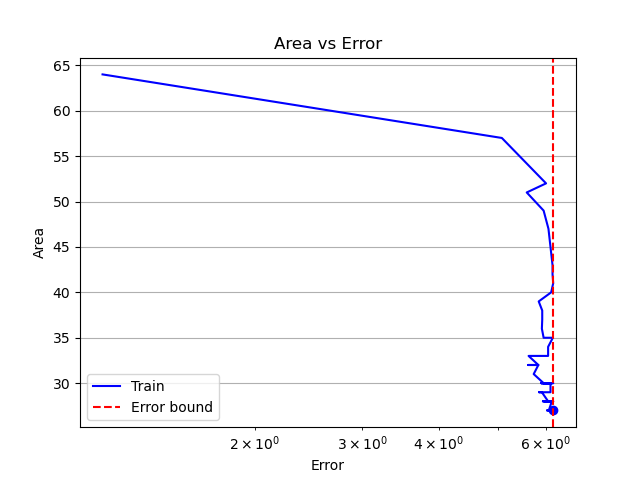 Area vs Error
65
60
55
50
45
40
35
30
Area
Train
Error bound
2 × 10⁰
3 × 10⁰
4 × 10⁰
6 × 10⁰
Error